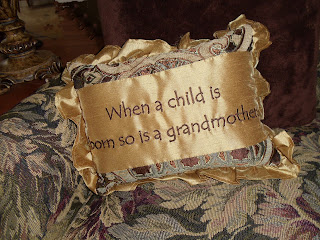 When a child is
born so is a grandmother